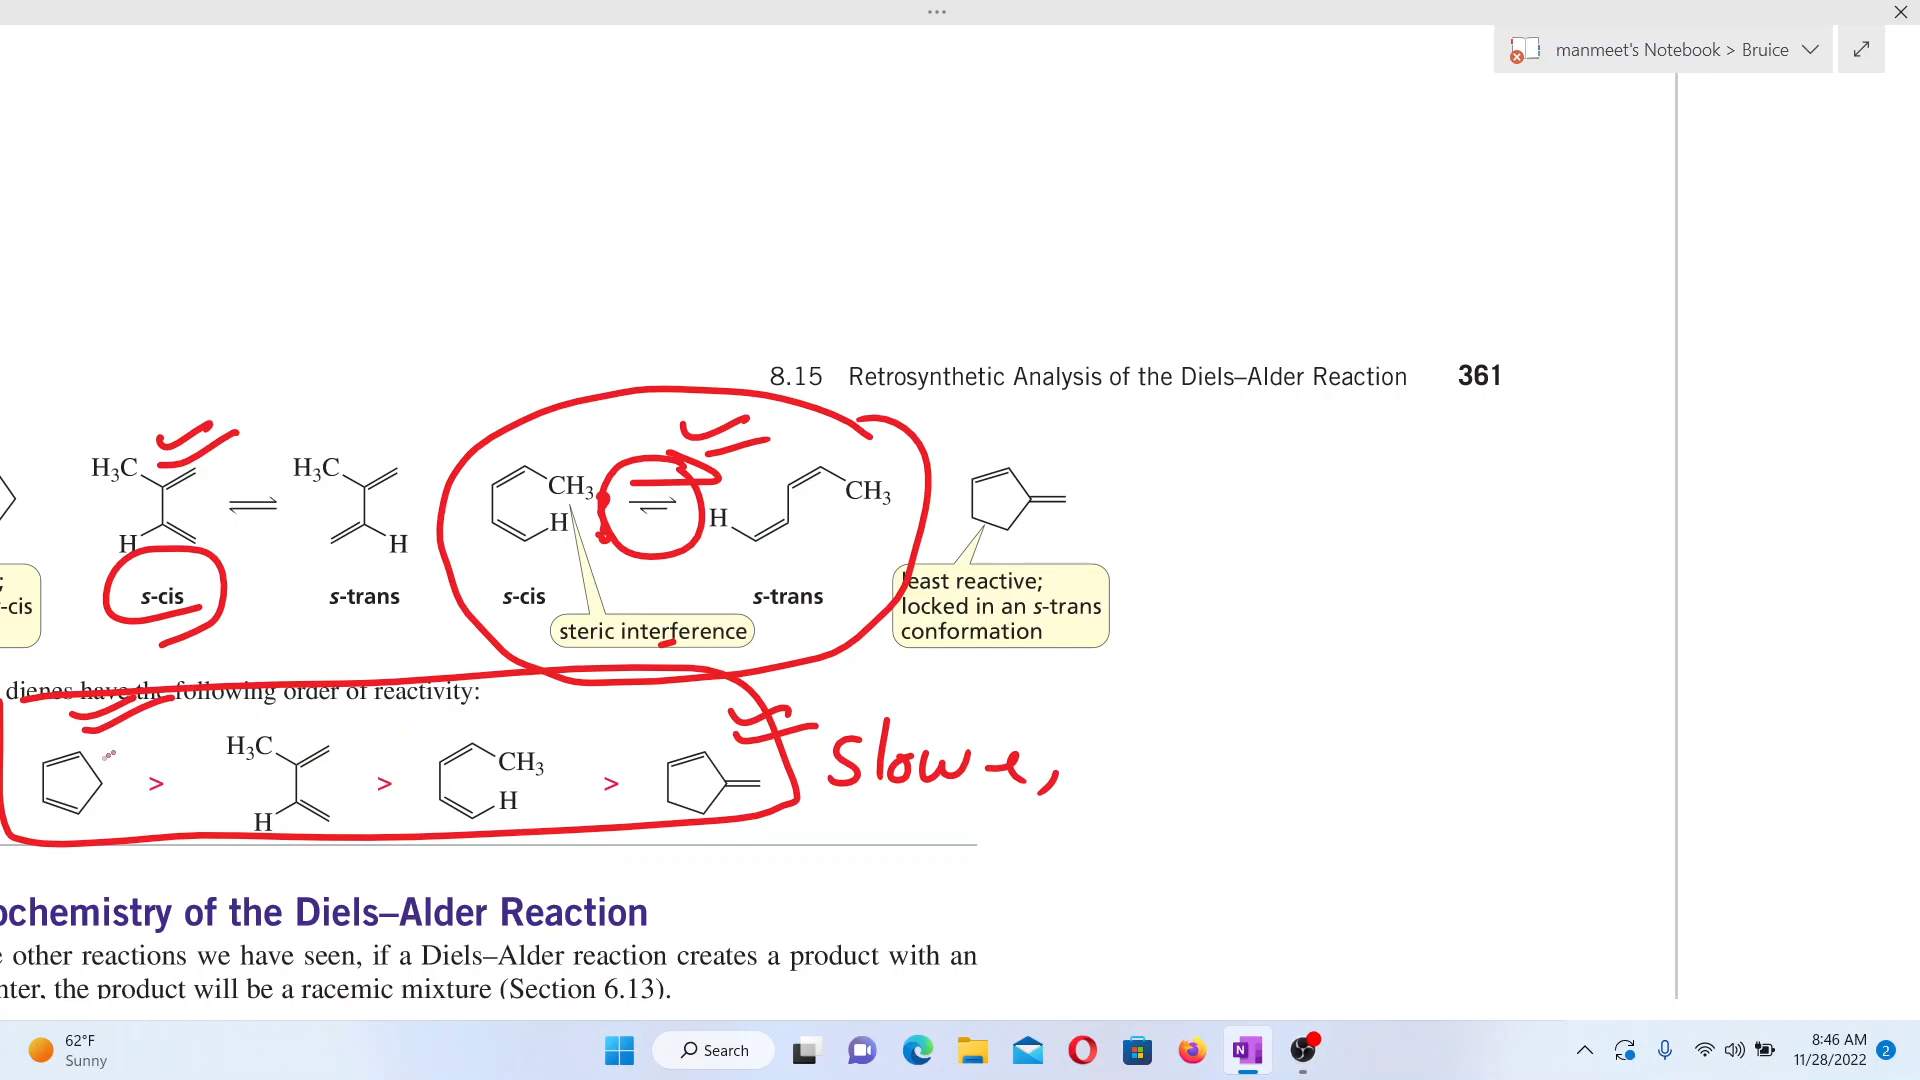 manmeet's Notebook > Bruice
8.15 Retrosynthetic Analysis of the Diels–Alder Reaction 361
H₃C H₃C CH₃ CH₃
H H H H
;
-cis
s-cis s-trans s-cis s-trans
steric interference
least reactive;
locked in an s-trans
conformation
dienes have the following order of reactivity:
> H₃C H > CH₃ H >
Slower
ochemistry of the Diels–Alder Reaction
e other reactions we have seen, if a Diels–Alder reaction creates a product with an
nter, the product will be a racemic mixture (Section 6.13).
62°F
Sunny
Search
8:46 AM
11/28/2022
2